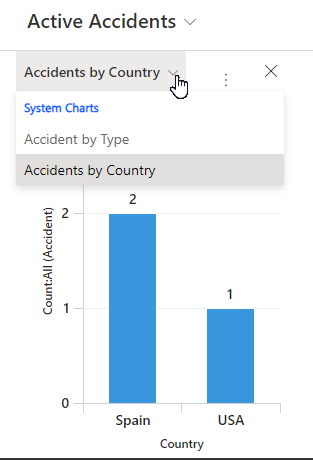 Active Accidents
Accidents by Country
System Charts
Accident by Type
Accidents by Country
Count:All (Accident)
2
1
0
2
1
Spain
USA
Country